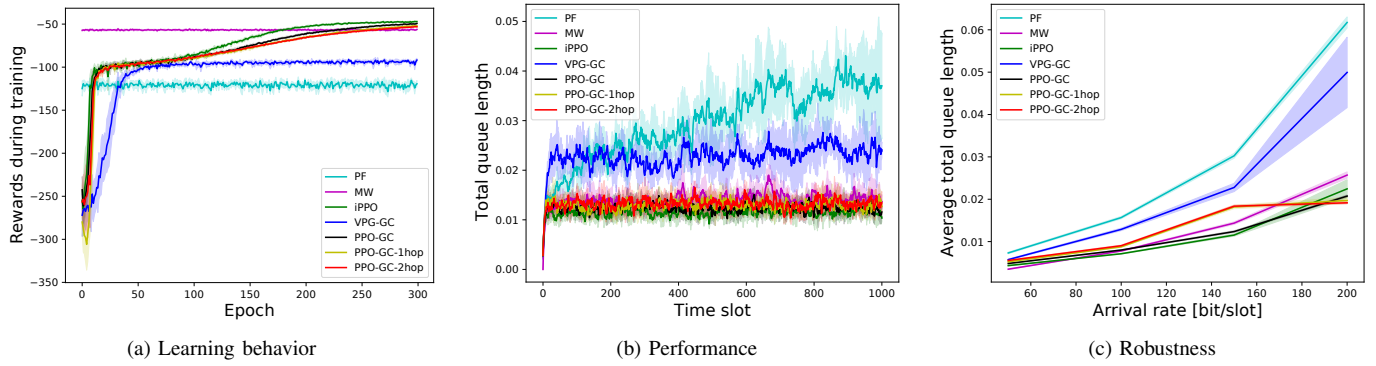 Rewards during training
−50
−100
−150
−200
−250
−300
−350
0
50
100
150
200
250
300
Epoch
PF
MW
iPPO
VPG-GC
PPO-GC
PPO-GC-1hop
PPO-GC-2hop
(a) Learning behavior
Total queue length
0.05
0.04
0.03
0.02
0.01
0.00
0
200
400
600
800
1000
Time slot
PF
MW
iPPO
VPG-GC
PPO-GC
PPO-GC-1hop
PPO-GC-2hop
(b) Performance
Average total queue length
0.06
0.05
0.04
0.03
0.02
0.01
60
80
100
120
140
160
180
200
Arrival rate [bit/slot]
PF
MW
iPPO
VPG-GC
PPO-GC
PPO-GC-1hop
PPO-GC-2hop
(c) Robustness